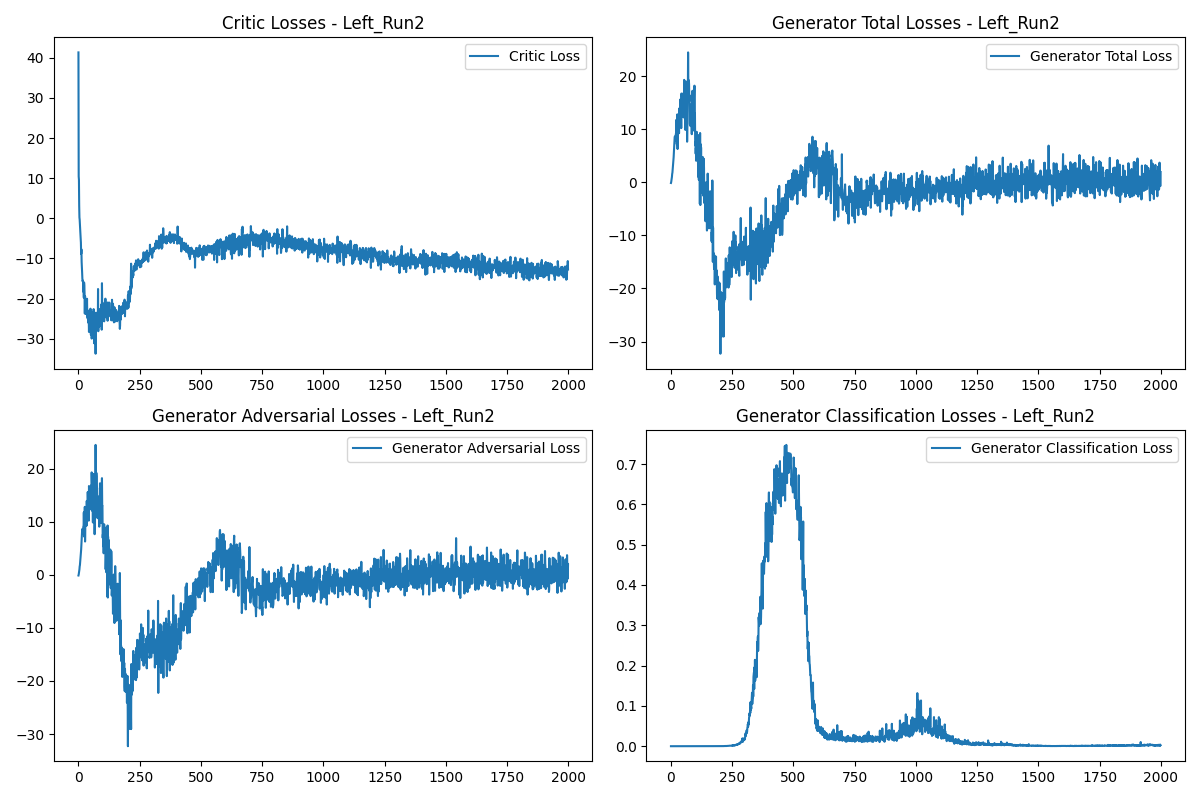 Critic Losses - Left_Run2
Critic Loss
40
30
20
10
0
−10
−20
−30
0 250 500 750 1000 1250 1500 1750 2000
Generator Total Losses - Left_Run2
Generator Total Loss
20
10
0
−10
−20
−30
0 250 500 750 1000 1250 1500 1750 2000
Generator Adversarial Losses - Left_Run2
Generator Adversarial Loss
20
10
0
−10
−20
−30
0 250 500 750 1000 1250 1500 1750 2000
Generator Classification Losses - Left_Run2
Generator Classification Loss
0.7
0.6
0.5
0.4
0.3
0.2
0.1
0.0
0 250 500 750 1000 1250 1500 1750 2000